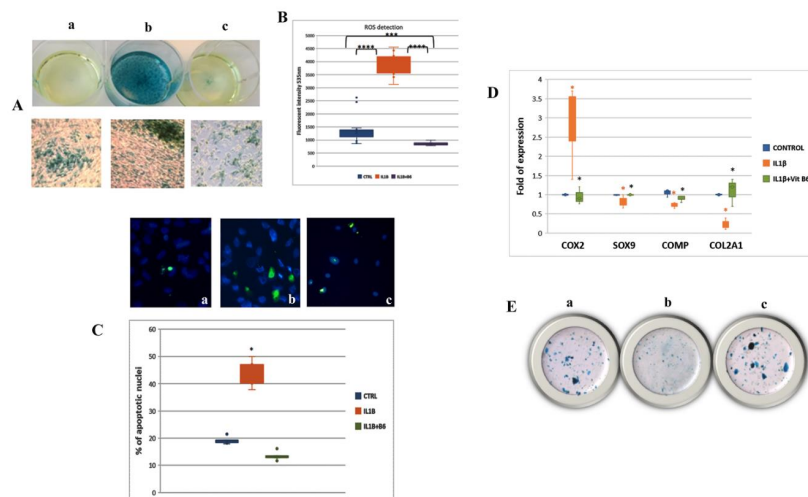 a b c
A
B
ROS detection
***
**** ****
Fluorescent intensity 535nm
5000
4500
4000
3500
3000
2500
2000
1500
1000
500
0
CTRL IL1B IL1B+B6
a b c
C
60
50
40
30
20
10
0
% of apoptotic nuclei
*
CTRL
IL1B
IL1B+B6
D
4
3.5
3
2.5
2
1.5
1
0.5
0
Fold of expression
* * * * * * * *
COX2 SOX9 COMP COL2A1
CONTROL
IL1β
IL1β+Vit B6
E
a b c